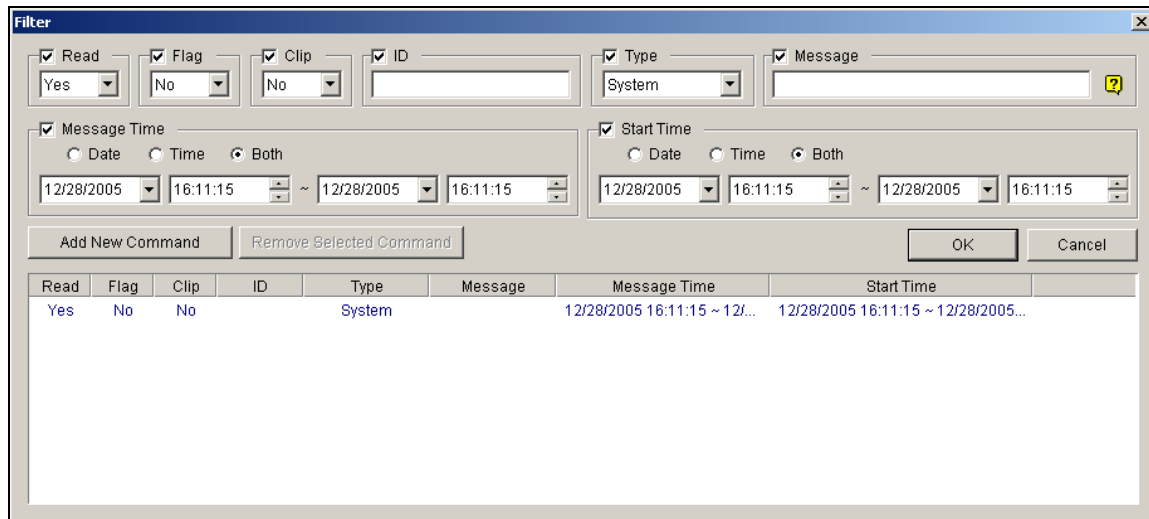 Filter
Read Flag Clip ID Type Message
Yes No No System
Message Time Start Time
Date Time Both Date Time Both
12/28/2005 16:11:15 ~ 12/28/2005 16:11:15 12/28/2005 16:11:15 ~ 12/28/2005 16:11:15
Add New Command Remove Selected Command OK Cancel
Read Flag Clip ID Type Message Message Time Start Time
Yes No No System 12/28/2005 16:11:15 ~ 12/... 12/28/2005 16:11:15 ~ 12/28/2005...